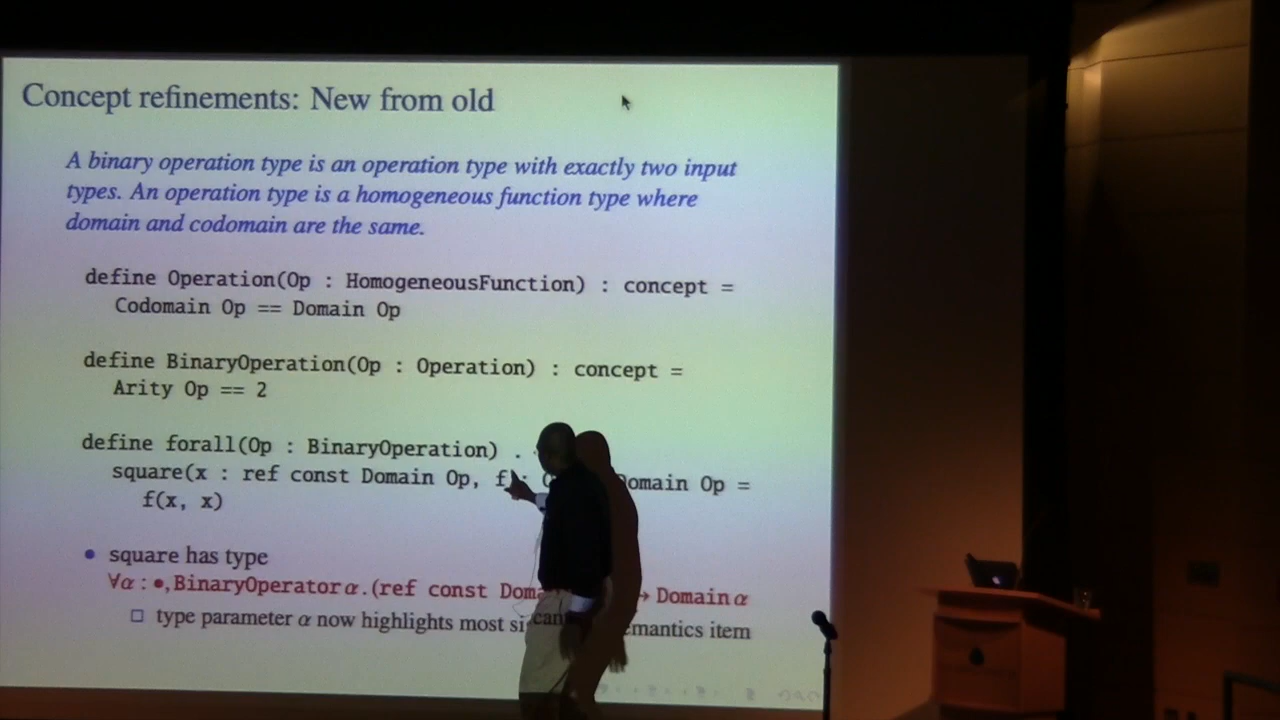 Concept refinements: New from old
A binary operation type is an operation type with exactly two input
types. An operation type is a homogeneous function type where
domain and codomain are the same.
define Operation(Op : HomogeneousFunction) : concept =
Codomain Op == Domain Op
define BinaryOperation(Op : Operation) : concept =
Arity Op == 2
define forall(Op : BinaryOperation) .
square(x : ref const Domain Op, f : Domain Op =
f(x, x)
• square has type
∀α : •, BinaryOperator α. (ref const → Domain α
type parameter α now highlights most item